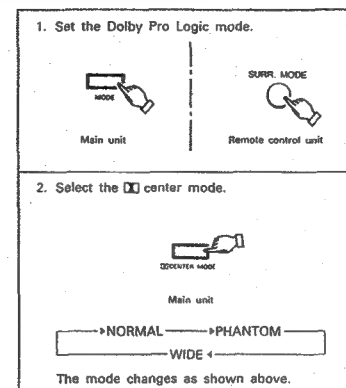 1. Set the Dolby Pro Logic mode.
SURR. MODE
MODE
Main unit
Remote control unit
2. Select the center mode.
CENTER MODE
Main unit
NORMAL PHANTOM
WIDE
The mode changes as shown above.